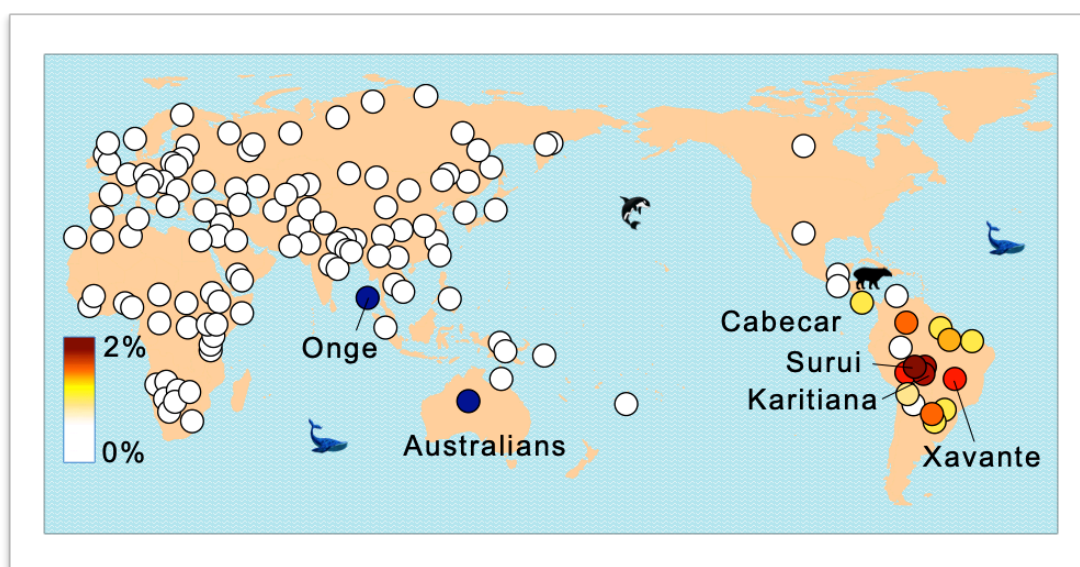 Onge
Australians
2%
0%
Cabecar
Surui
Karitiana
Xavante